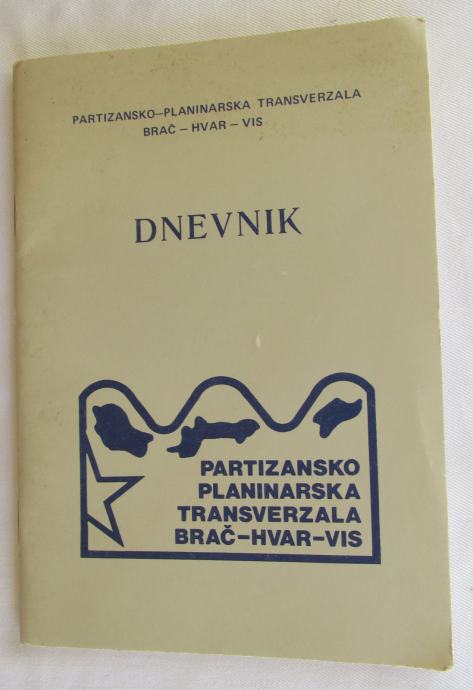 PARTIZANSKO–PLANINARSKA TRANSVERZALA
BRAČ – HVAR – VIS
DNEVNIK
PARTIZANSKO
PLANINARSKA
TRANSVERZALA
BRAČ–HVAR–VIS